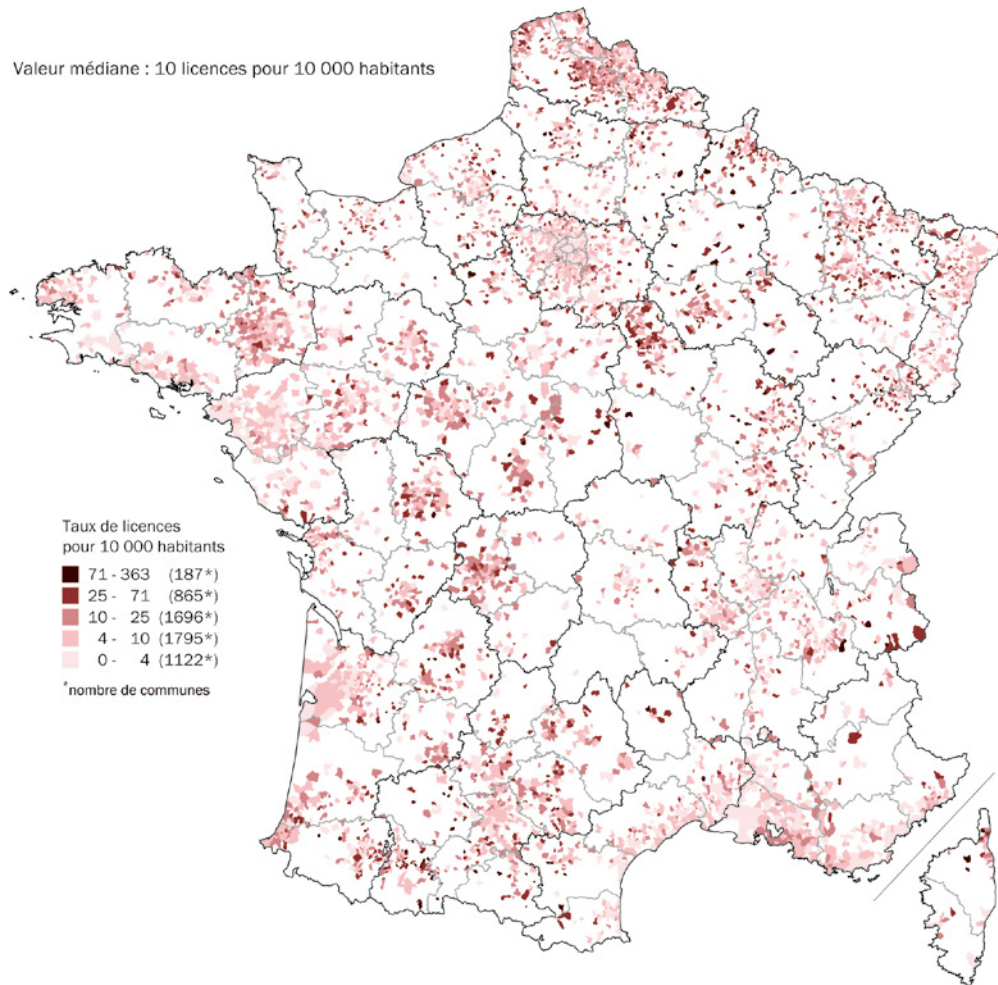 Valeur médiane : 10 licences pour 10 000 habitants
Taux de licences
pour 10 000 habitants
71 - 363 (187*)
25 - 71 (865*)
10 - 25 (1696*)
4 - 10 (1795*)
0 - 4 (1122*)
*nombre de communes